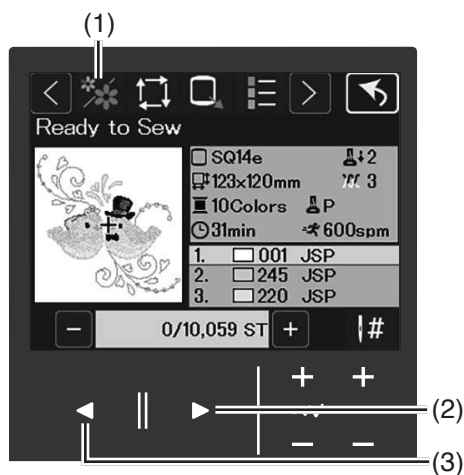 (1)
Ready to Sew
SQ14e 2
123x120mm 3
10Colors P
31min 600spm
1. 001 JSP
2. 245 JSP
3. 220 JSP
− 0/10,059 ST + #
+ +
(2)
− −
(3)